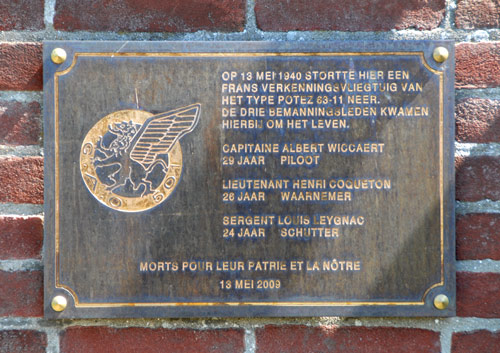 OP 13 MEI 1940 STORTTE HIER EEN
FRANS VERKENNINGSVLIEGTUIG VAN
HET TYPE POTEZ 63-11 NEER.
DE DRIE BEMANNINGSLEDEN KWAMEN
HIERBIJ OM HET LEVEN.
CAPITAINE ALBERT WICCAERT
29 JAAR PILOOT
LIEUTENANT HENRI COQUETON
26 JAAR WAARNEMER
SERGENT LOUIS LEYGNAC
24 JAAR SCHUTTER
MORTS POUR LEUR PATRIE ET LA NÔTRE
13 MEI 2009